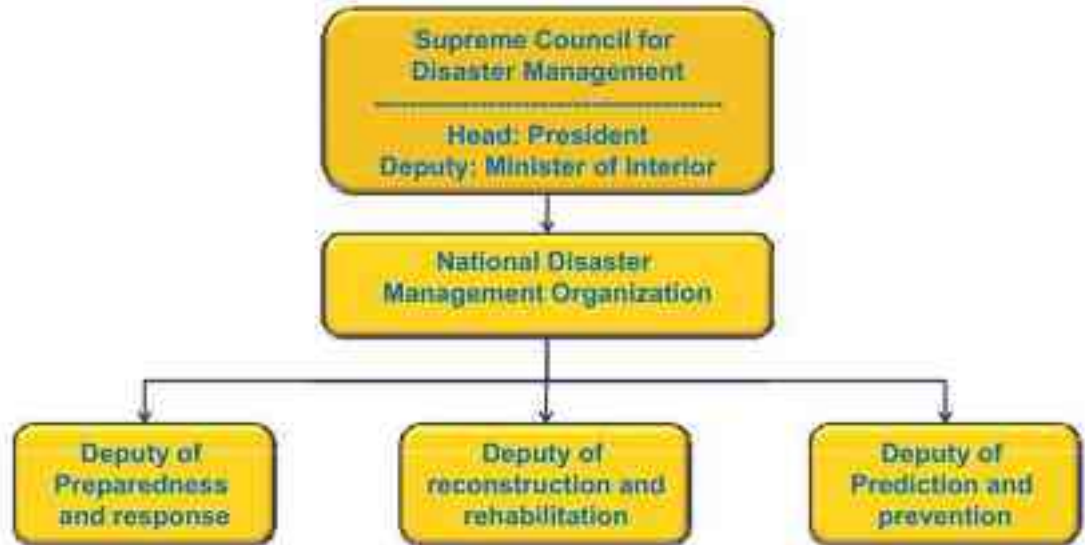 Supreme Council for
Disaster Management
Head: President
Deputy: Minister of Interior
National Disaster
Management Organization
Deputy of
Preparedness
and response
Deputy of
reconstruction and
rehabilitation
Deputy of
Prediction and
prevention